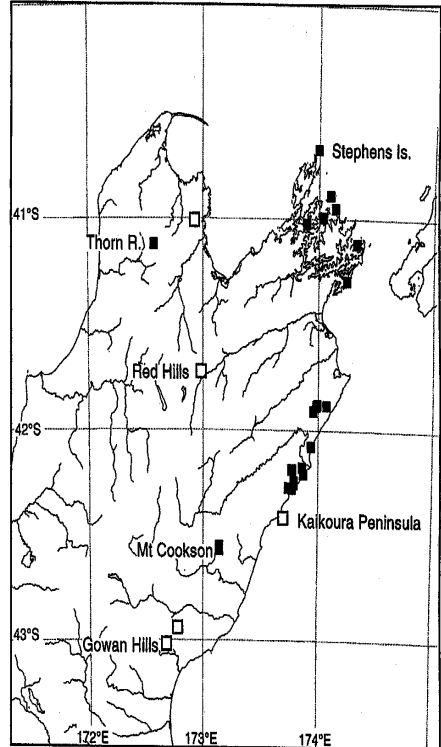 Stephens Is.
41°S
Thorn R.
Red Hills
42°S
Kaikoura Peninsula
Mt Cookson
43°S
Gowan Hills
172°E 173°E 174°E